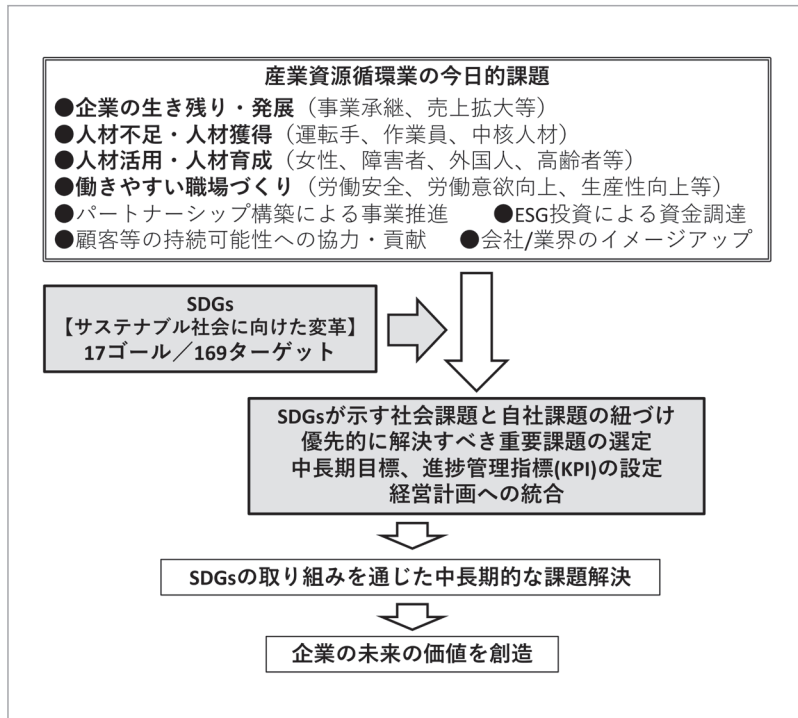 産業資源循環業の今日的課題
●企業の生き残り・発展（事業承継、売上拡大等）
●人材不足・人材獲得（運転手、作業員、中核人材）
●人材活用・人材育成（女性、障害者、外国人、高齢者等）
●働きやすい職場づくり（労働安全、労働意欲向上、生産性向上等）
●パートナーシップ構築による事業推進　●ESG投資による資金調達
●顧客等の持続可能性への協力・貢献　●会社/業界のイメージアップ
SDGs
【サステナブル社会に向けた変革】
17ゴール／169ターゲット
SDGsが示す社会課題と自社課題の紐づけ
優先的に解決すべき重要課題の選定
中長期目標、進捗管理指標(KPI)の設定
経営計画への統合
SDGsの取り組みを通じた中長期的な課題解決
企業の未来の価値を創造